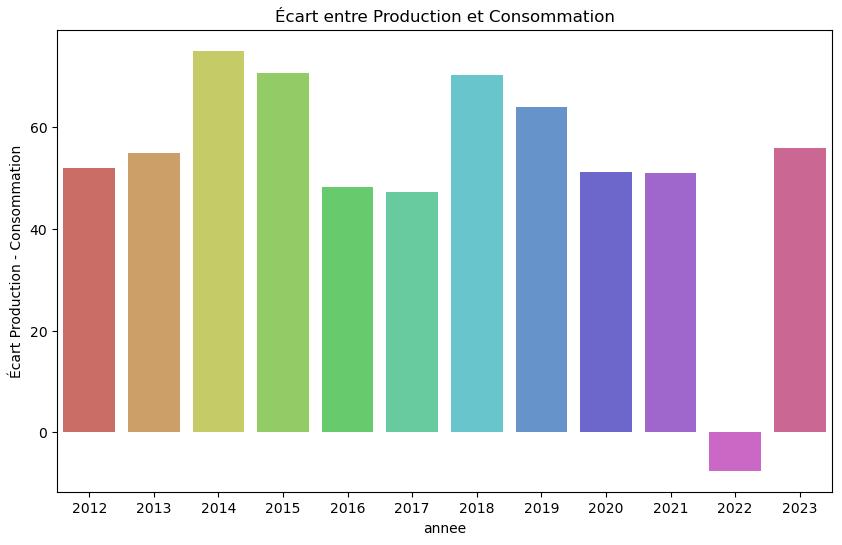 Écart entre Production et Consommation
Écart Production - Consommation
60
40
20
0
2012 2013 2014 2015 2016 2017 2018 2019 2020 2021 2022 2023
annee